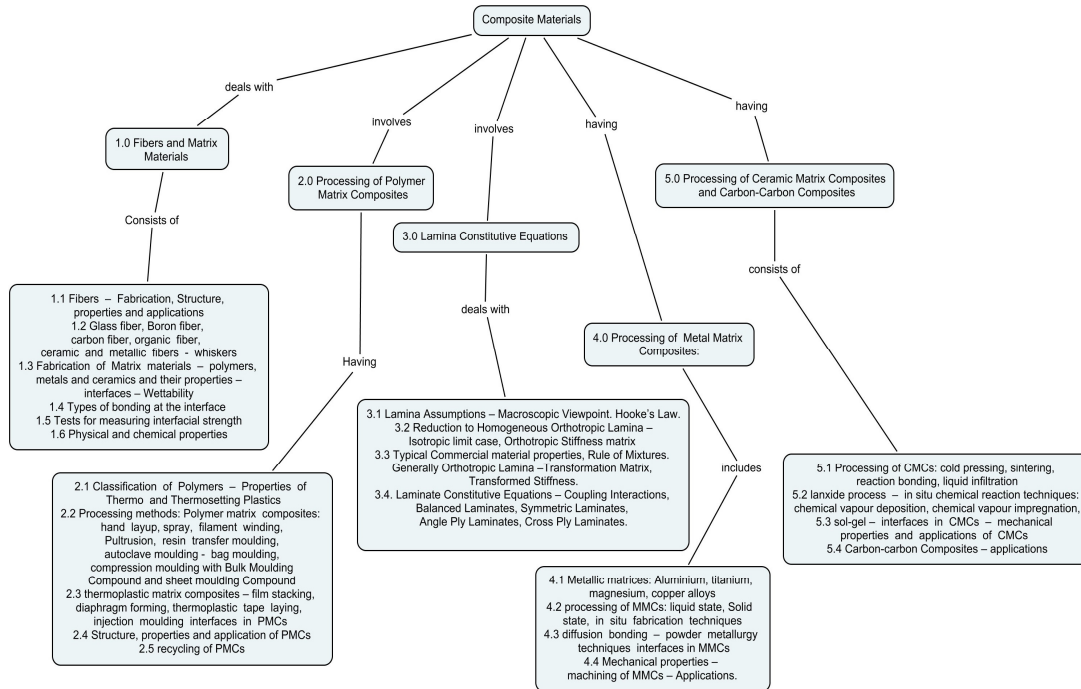 Composite Materials
deals with
involves
involves
having
having
1.0 Fibers and Matrix
Materials
2.0 Processing of Polymer
Matrix Composites
3.0 Lamina Constitutive Equations
4.0 Processing of Metal Matrix
Composites:
5.0 Processing of Ceramic Matrix Composites
and Carbon-Carbon Composites
Consists of
Having
deals with
includes
consists of
1.1 Fibers – Fabrication, Structure,
properties and applications
1.2 Glass fiber, Boron fiber,
carbon fiber, organic fiber,
ceramic and metallic fibers - whiskers
1.3 Fabrication of Matrix materials – polymers,
metals and ceramics and their properties –
interfaces – Wettability
1.4 Types of bonding at the interface
1.5 Tests for measuring interfacial strength
1.6 Physical and chemical properties
2.1 Classification of Polymers – Properties of
Thermo and Thermosetting Plastics
2.2 Processing methods: Polymer matrix composites:
hand layup, spray, filament winding,
Pultrusion, resin transfer moulding,
autoclave moulding - bag moulding,
compression moulding with Bulk Moulding
Compound and sheet moulding Compound
2.3 thermoplastic matrix composites – film stacking,
diaphragm forming, thermoplastic tape laying,
injection moulding interfaces in PMCs
2.4 Structure, properties and application of PMCs
2.5 recycling of PMCs
3.1 Lamina Assumptions – Macroscopic Viewpoint. Hooke's Law.
3.2 Reduction to Homogeneous Orthotropic Lamina –
Isotropic limit case, Orthotropic Stiffness matrix
3.3 Typical Commercial material properties, Rule of Mixtures.
Generally Orthotropic Lamina –Transformation Matrix,
Transformed Stiffness.
3.4. Laminate Constitutive Equations – Coupling Interactions,
Balanced Laminates, Symmetric Laminates,
Angle Ply Laminates, Cross Ply Laminates.
4.1 Metallic matrices: Aluminium, titanium,
magnesium, copper alloys
4.2 processing of MMCs: liquid state, Solid
state, in situ fabrication techniques
4.3 diffusion bonding – powder metallurgy
techniques interfaces in MMCs
4.4 Mechanical properties –
machining of MMCs – Applications.
5.1 Processing of CMCs: cold pressing, sintering,
reaction bonding, liquid infiltration
5.2 lanxide process – in situ chemical reaction techniques:
chemical vapour deposition, chemical vapour impregnation,
5.3 sol-gel – interfaces in CMCs – mechanical
properties and applications of CMCs
5.4 Carbon-carbon Composites – applications